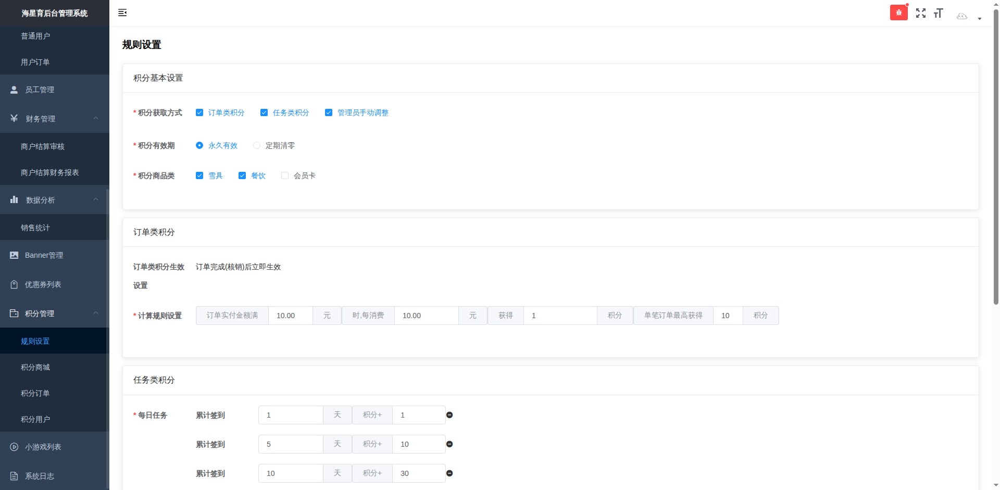 海星育后台管理系统
普通用户
用户订单
员工管理
财务管理
商户结算审核
商户结算财务报表
数据分析
销售统计
Banner管理
优惠券列表
积分管理
规则设置
积分商城
积分订单
积分用户
小游戏列表
系统日志
规则设置
积分基本设置
* 积分获取方式 订单类积分 任务类积分 管理员手动调整
* 积分有效期 永久有效 定期清零
* 积分商品类 雪具 餐饮 会员卡
订单类积分
订单类积分生效 订单完成(核销)后立即生效
设置
* 计算规则设置 订单实付金额满 10.00 元 时,每消费 10.00 元 获得 1 积分 单笔订单最高获得 10 积分
任务类积分
* 每日任务 累计签到 1 天 积分+ 1
累计签到 5 天 积分+ 10
累计签到 10 天 积分+ 30